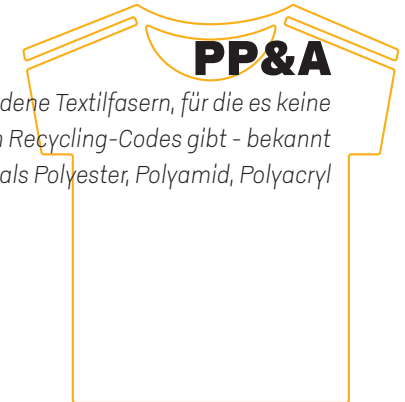 PP&A
dene Textilfasern, für die es keine
n Recycling-Codes gibt - bekannt
als Polyester, Polyamid, Polyacryl